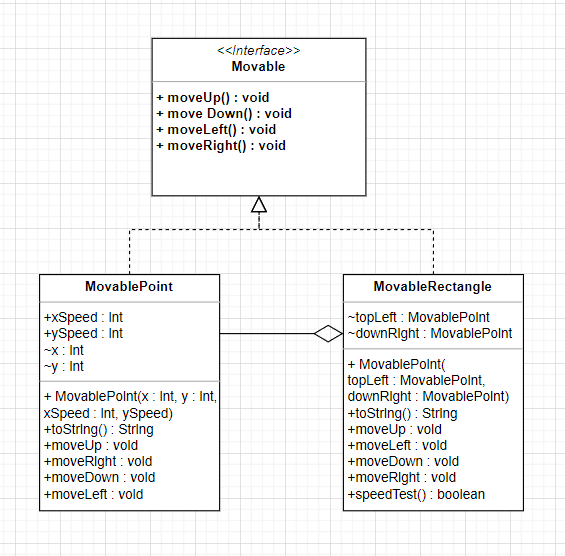 <<Interface>>
Movable
+ moveUp() : void
+ move Down() : void
+ moveLeft() : void
+ moveRight() : void
MovablePoint
+xSpeed : Int
+ySpeed : Int
~x : Int
~y : Int
+ MovablePoint(x : Int, y : Int,
xSpeed : Int, ySpeed)
+toString() : String
+moveUp : void
+moveRight : void
+moveDown : void
+moveLeft : void
MovableRectangle
~topLeft : MovablePoint
~downRight : MovablePoint
+ MovablePoint(
topLeft : MovablePoint,
downRight : MovablePoint)
+toString() : String
+moveUp : void
+moveLeft : void
+moveDown : void
+moveRight : void
+speedTest() : boolean